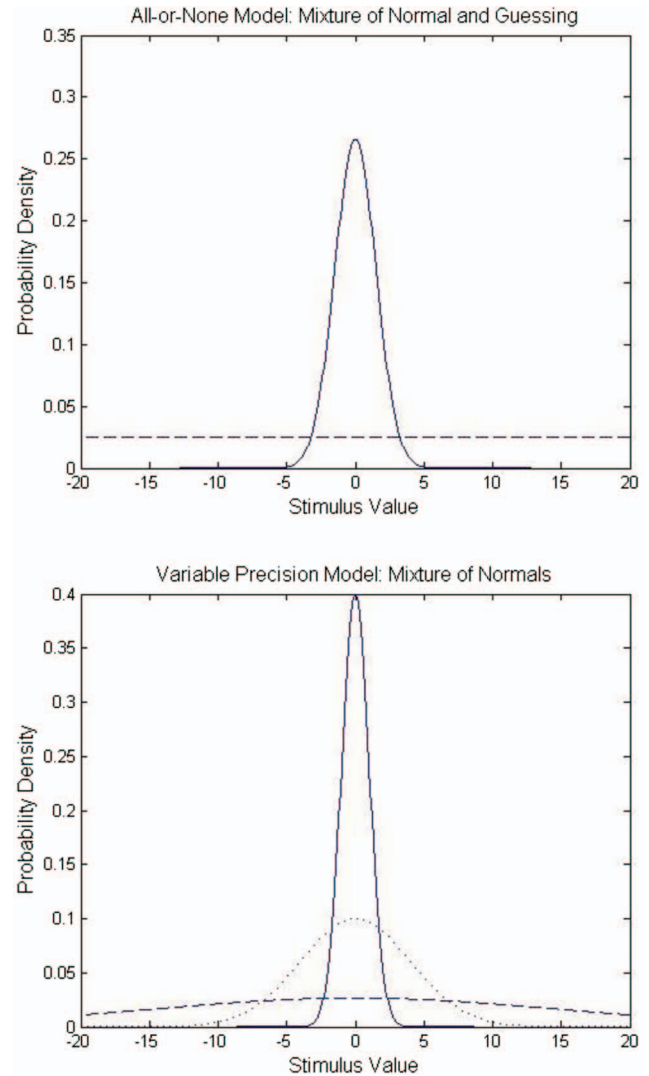 All-or-None Model: Mixture of Normal and Guessing
0.35
0.3
0.25
0.2
0.15
0.1
0.05
0
Probability Density
-20 -15 -10 -5 0 5 10 15 20
Stimulus Value
Variable Precision Model: Mixture of Normals
0.4
0.35
0.3
0.25
0.2
0.15
0.1
0.05
0
Probability Density
-20 -15 -10 -5 0 5 10 15 20
Stimulus Value